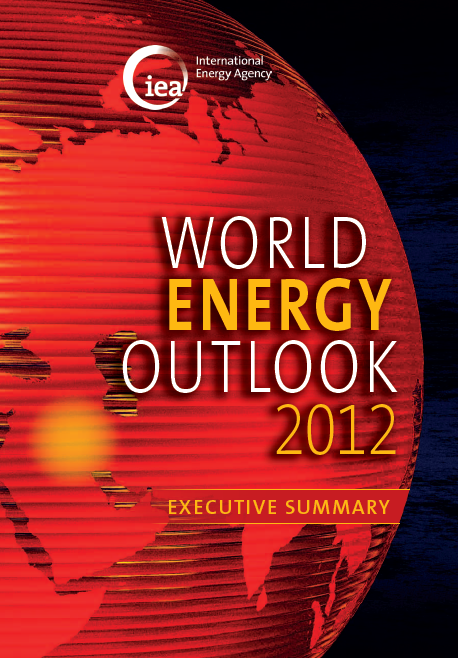 iea
International
Energy Agency
WORLD
ENERGY
OUTLOOK
2012
EXECUTIVE SUMMARY